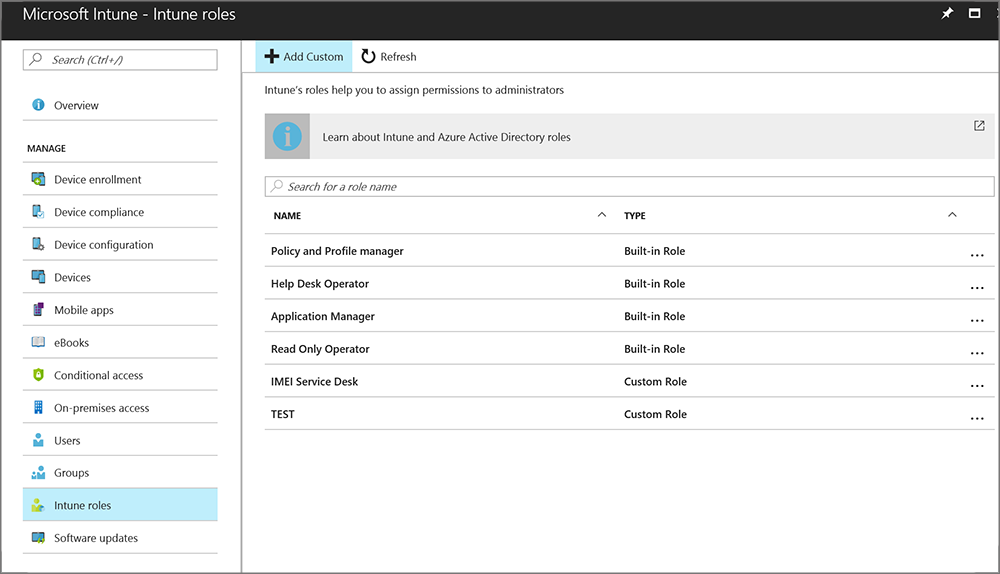 Microsoft Intune - Intune roles
Search (Ctrl+/)
Overview
MANAGE
Device enrollment
Device compliance
Device configuration
Devices
Mobile apps
eBooks
Conditional access
On-premises access
Users
Groups
Intune roles
Software updates
Add Custom Refresh
Intune's roles help you to assign permissions to administrators
Learn about Intune and Azure Active Directory roles
Search for a role name
NAME TYPE
Policy and Profile manager Built-in Role ...
Help Desk Operator Built-in Role ...
Application Manager Built-in Role ...
Read Only Operator Built-in Role ...
IMEI Service Desk Custom Role ...
TEST Custom Role ...